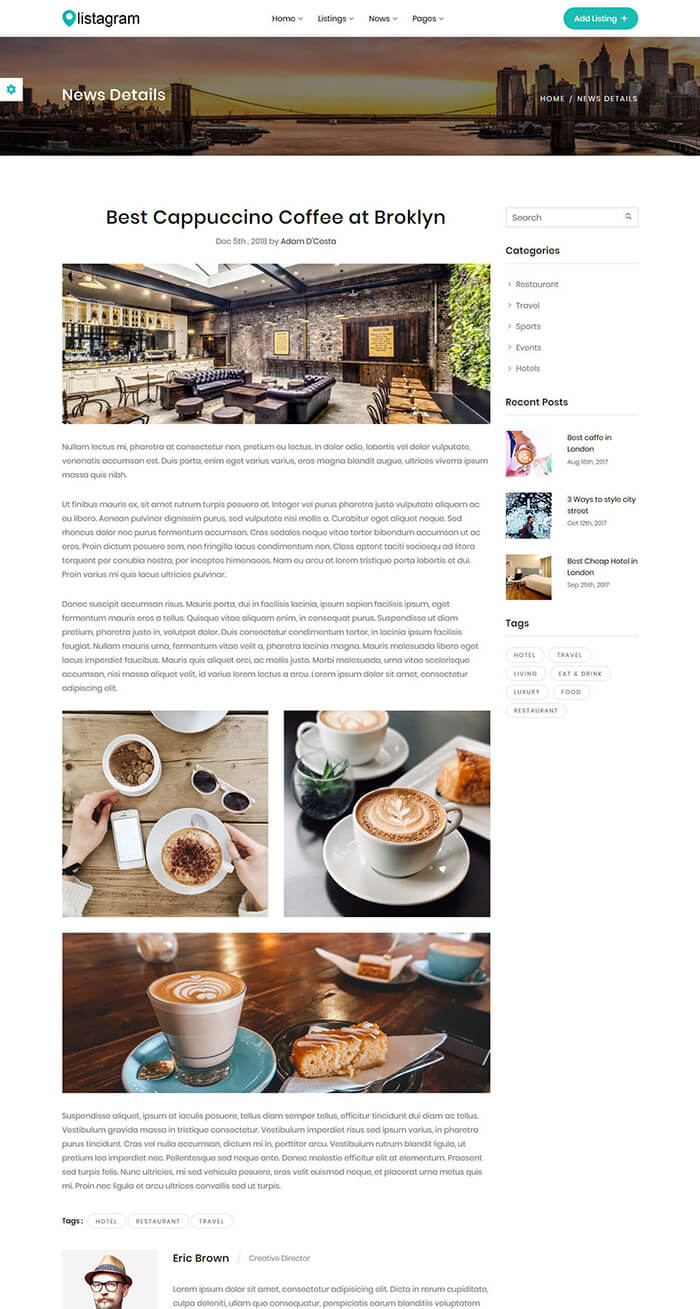 listagram
Home
Listings
News
Pages
Add Listing +
News Details
HOME / NEWS DETAILS
Best Cappuccino Coffee at Broklyn
Dec 5th , 2018 by Adam D'Costa
Nullam lectus mi, pharetra at consectetur non, pretium eu lectus. In dolor odio, lobortis vel dolor vulputate,
venenatis accumsan est. Duis porta, enim eget varius varius, eros magna blandit augue, ultrices viverra ipsum
massa quis nibh.
Ut finibus mauris ex, sit amet rutrum turpis posuere at. Integer vel purus pharetra justo vulputate aliquam ac
eu libero. Aenean pulvinar dignissim purus, sed vulputate nisi mollis a. Curabitur eget aliquet neque. Sed
rhoncus dolor nec purus fermentum accumsan. Cras sodales neque vitae tortor bibendum accumsan ut ac
eros. Proin dictum posuere sem, non fringilla lacus condimentum non. Class aptent taciti sociosqu ad litora
torquent per conubia nostra, per inceptos himenaeos. Nam eu arcu at lorem tristique porta lobortis et dui.
Proin varius mi quis lacus ultricies pulvinar.
Donec suscipit accumsan risus. Mauris porta, dui in facilisis lacinia, ipsum sapien facilisis ipsum, eget
fermentum mauris eros a tellus. Quisque vitae aliquam enim, in consequat purus. Suspendisse ut diam
pretium, pharetra justo in, volutpat dolor. Duis consectetur condimentum tortor, in lacinia ipsum facilisis
feugiat. Nullam mauris urna, fermentum vitae velit a, pharetra lacinia magna. Mauris malesuada libero eget
lacus imperdiet faucibus. Mauris quis aliquet orci, ac mollis justo. Morbi malesuada, urna vitae scelerisque
accumsan, nisi massa aliquet velit, id varius lorem lectus a arcu. Lorem ipsum dolor sit amet, consectetur
adipiscing elit.
Suspendisse aliquet, ipsum at iaculis posuere, tellus diam semper tellus, efficitur tincidunt dui diam ac tellus.
Vestibulum gravida massa in tristique consectetur. Vestibulum imperdiet risus sed ipsum varius, in pharetra
purus tincidunt. Cras vel nulla accumsan, dictum mi in, porttitor arcu. Vestibulum rutrum blandit ligula, ut
pretium leo imperdiet nec. Pellentesque sed neque ante. Donec molestie efficitur elit at elementum. Praesent
sed turpis felis. Nunc ultricies, mi sed vehicula posuere, eros velit euismod neque, et placerat urna metus quis
mi. Proin nec ligula et arcu ultrices convallis sed ut turpis.
Tags : HOTEL RESTAURANT TRAVEL
Eric Brown / Creative Director
Lorem ipsum dolor sit amet, consectetur adipisicing elit. Dicta in rerum cupiditate,
culpa deleniti, ullam quo consequatur, perspiciatis earum blanditiis voluptatem
Search
Categories
Restaurant
Travel
Sports
Events
Hotels
Recent Posts
Best caffe in
London
Aug 16th, 2017
3 Ways to style city
street
Oct 12th, 2017
Best Cheap Hotel in
London
Sep 25th, 2017
Tags
HOTEL TRAVEL
LIVING EAT & DRINK
LUXURY FOOD
RESTAURANT